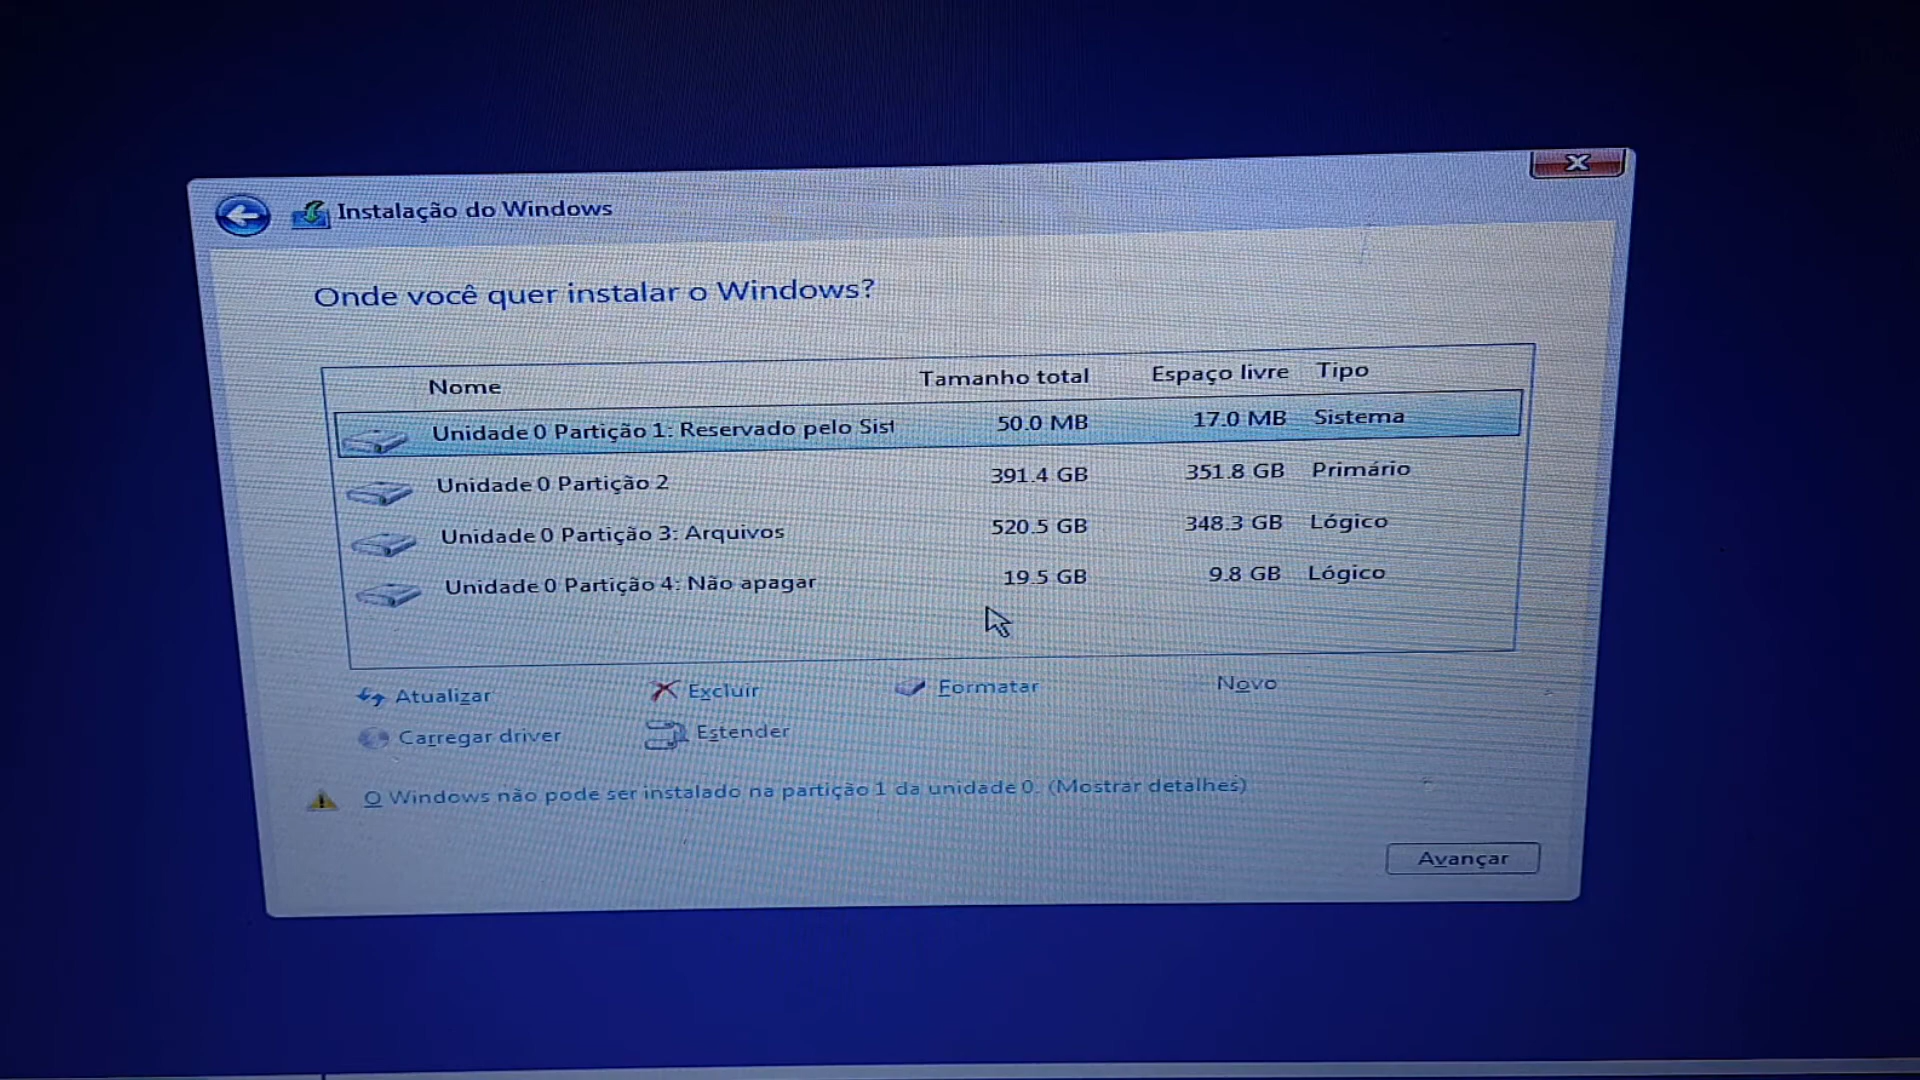 Instalação do Windows
Onde você quer instalar o Windows?
Nome Tamanho total Espaço livre Tipo
Unidade 0 Partição 1: Reservado pelo Sist 50.0 MB 17.0 MB Sistema
Unidade 0 Partição 2 391.4 GB 351.8 GB Primário
Unidade 0 Partição 3: Arquivos 520.5 GB 348.3 GB Lógico
Unidade 0 Partição 4: Não apagar 19.5 GB 9.8 GB Lógico
Atualizar Excluir Formatar Novo
Carregar driver Estender
O Windows não pode ser instalado na partição 1 da unidade 0. (Mostrar detalhes)
Avançar